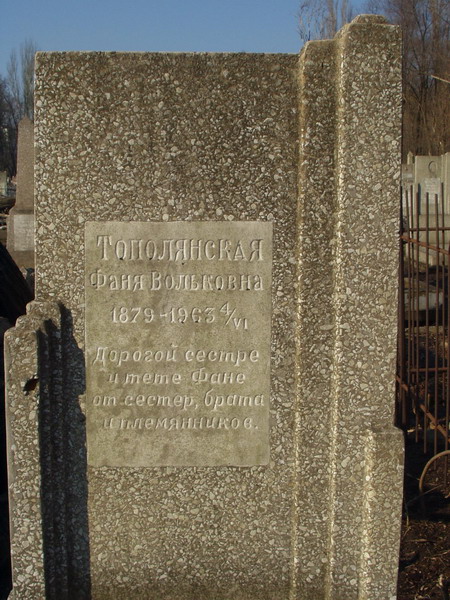 Тополянская
Фаня Вольковна
1879-1963 4/VI
Дорогой сестре
и тете Фане
от сестер, брата
и племянников.